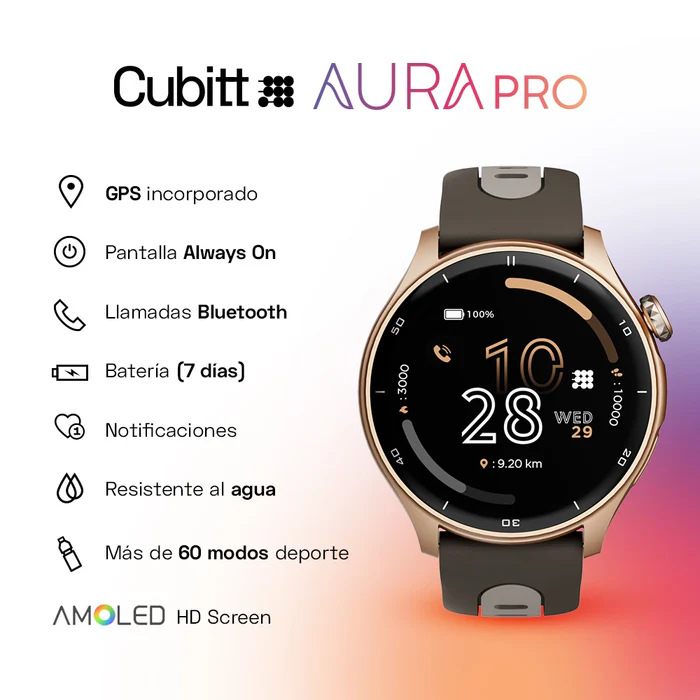 Cubitt AURA PRO
GPS incorporado
Pantalla Always On
Llamadas Bluetooth
Batería (7 días)
Notificaciones
Resistente al agua
Más de 60 modos deporte
AMOLED HD Screen
100%
10
28
WED
29
: 9.20 km
: 3000
: 10000
50
10
40
20
30
1